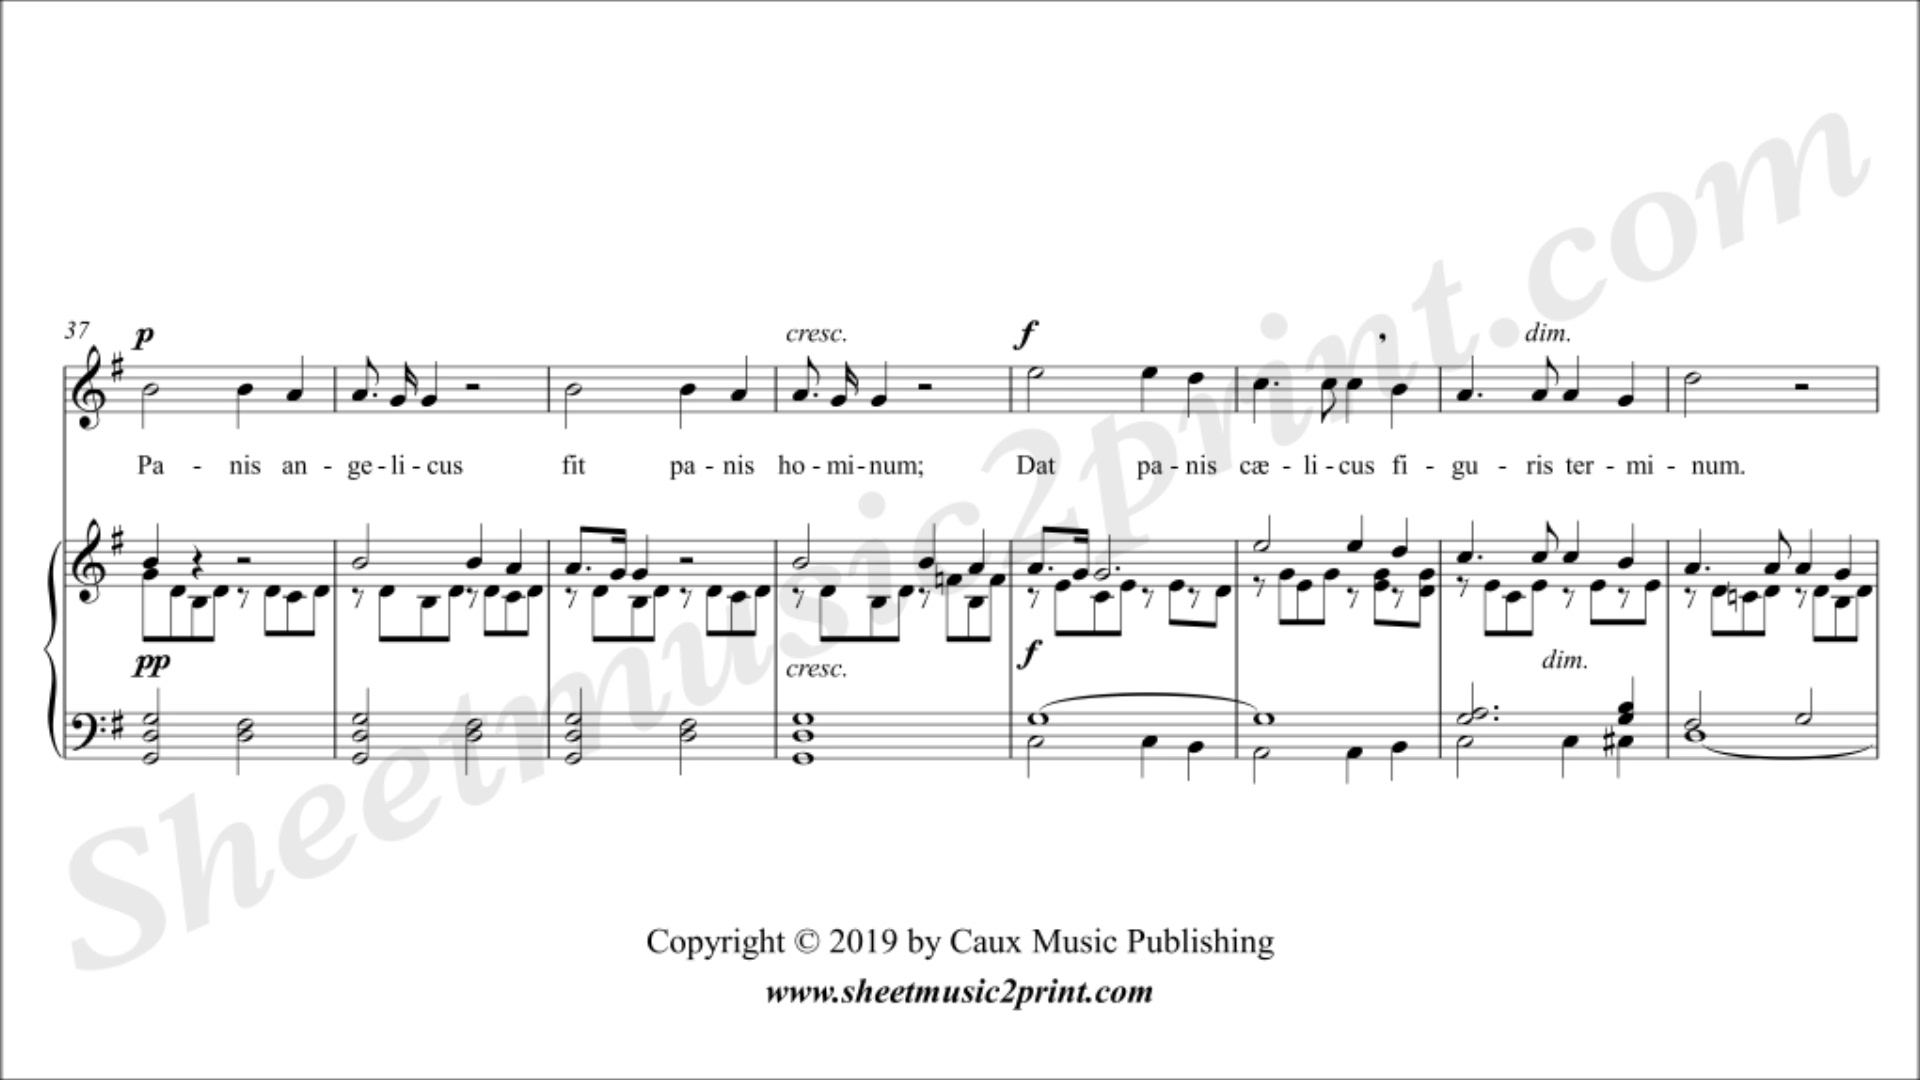 37 p cresc. f , dim.
Pa - nis an - ge - li - cus fit pa - nis ho - mi - num; Dat pa - nis cæ - li - cus fi - gu - ris ter - mi - num.
pp cresc. f dim.
Sheetmusic2print.com
Copyright © 2019 by Caux Music Publishing
www.sheetmusic2print.com